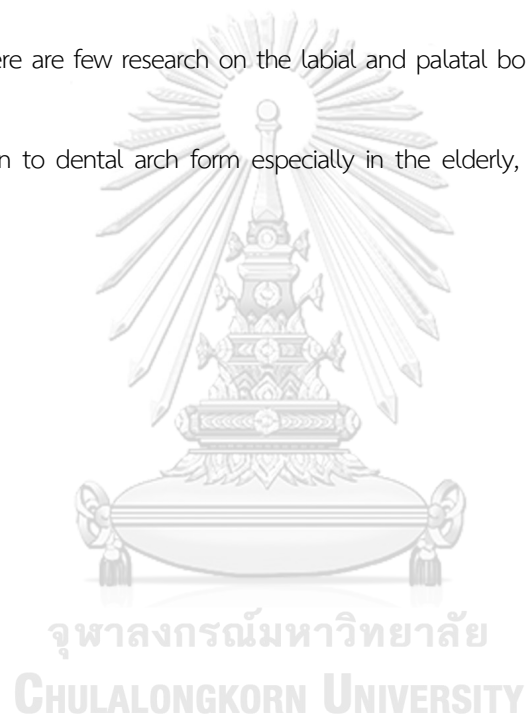 ere are few research on the labial and palatal bo
n to dental arch form especially in the elderly,
จุฬาลงกรณ์มหาวิทยาลัย
CHULALONGKORN UNIVERSITY